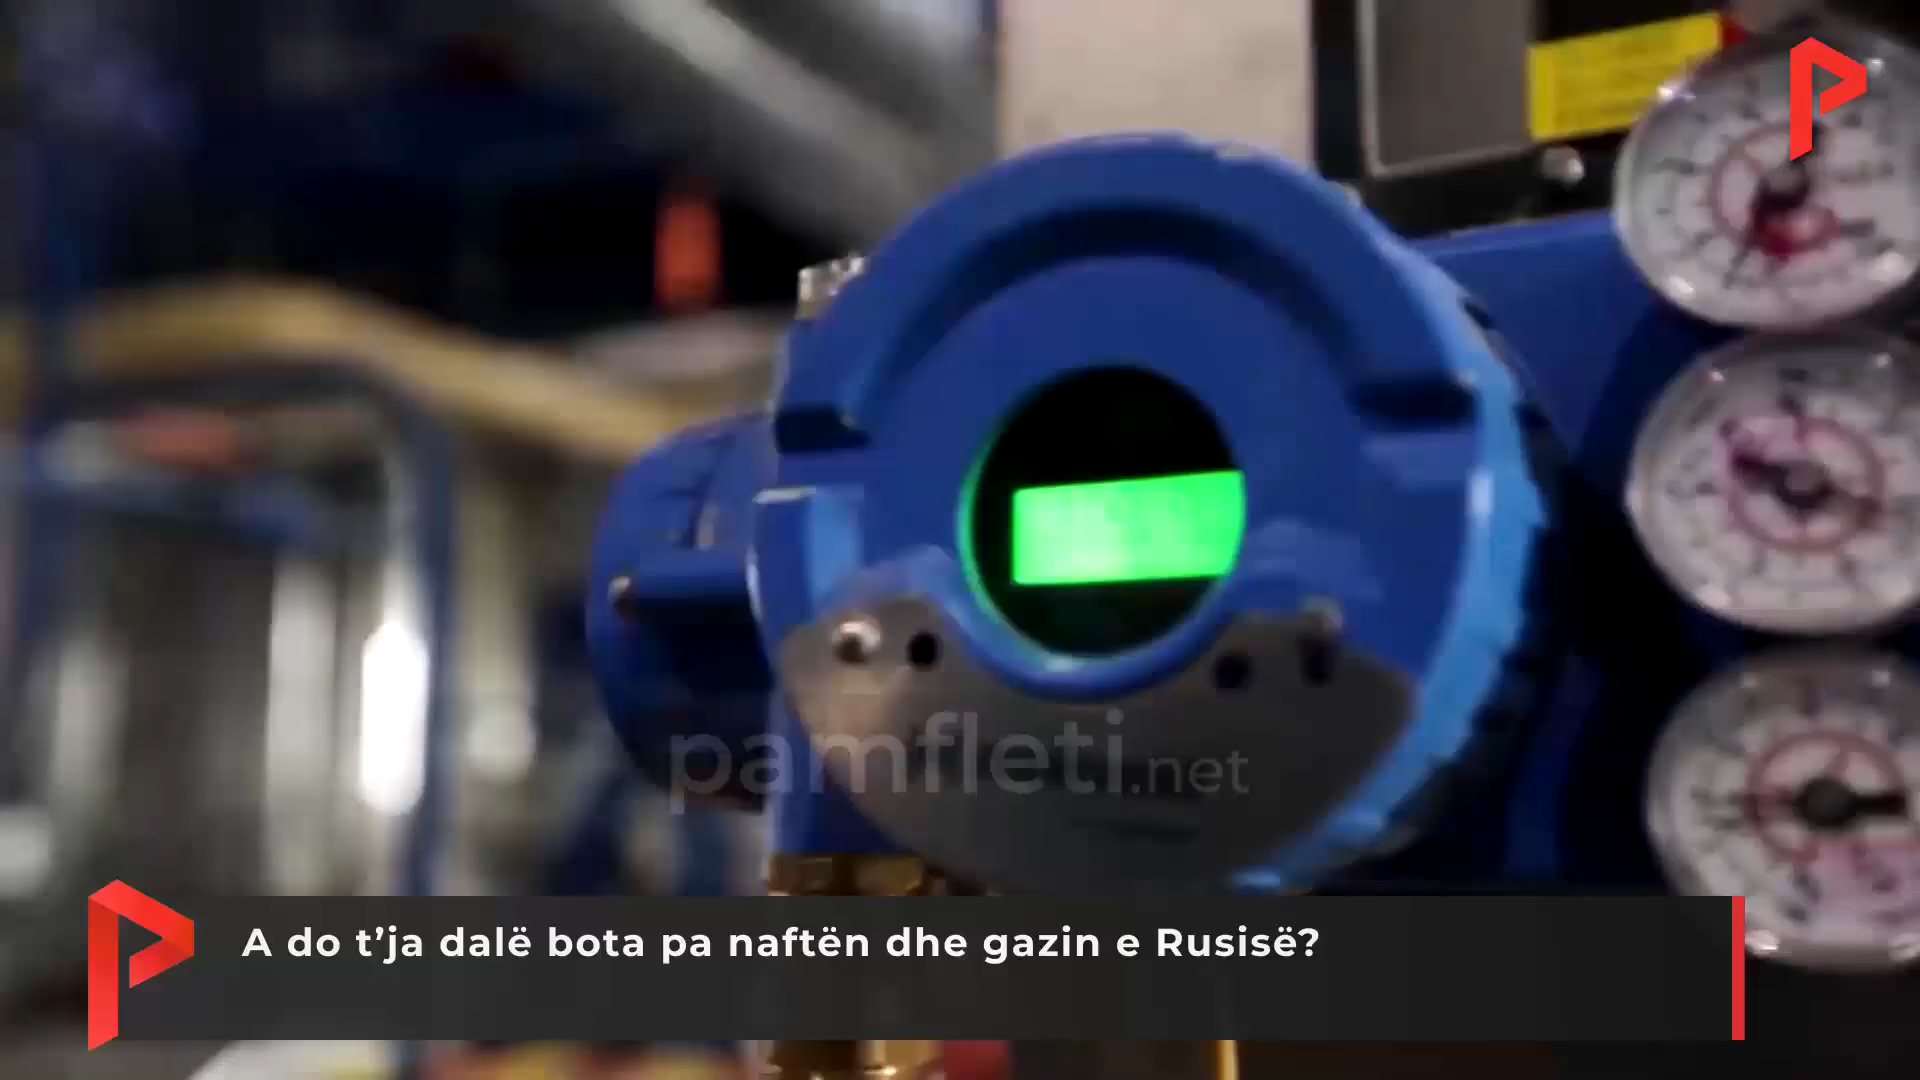 pamfleti.net
A do t’ja dalë bota pa naftën dhe gazin e Rusisë?